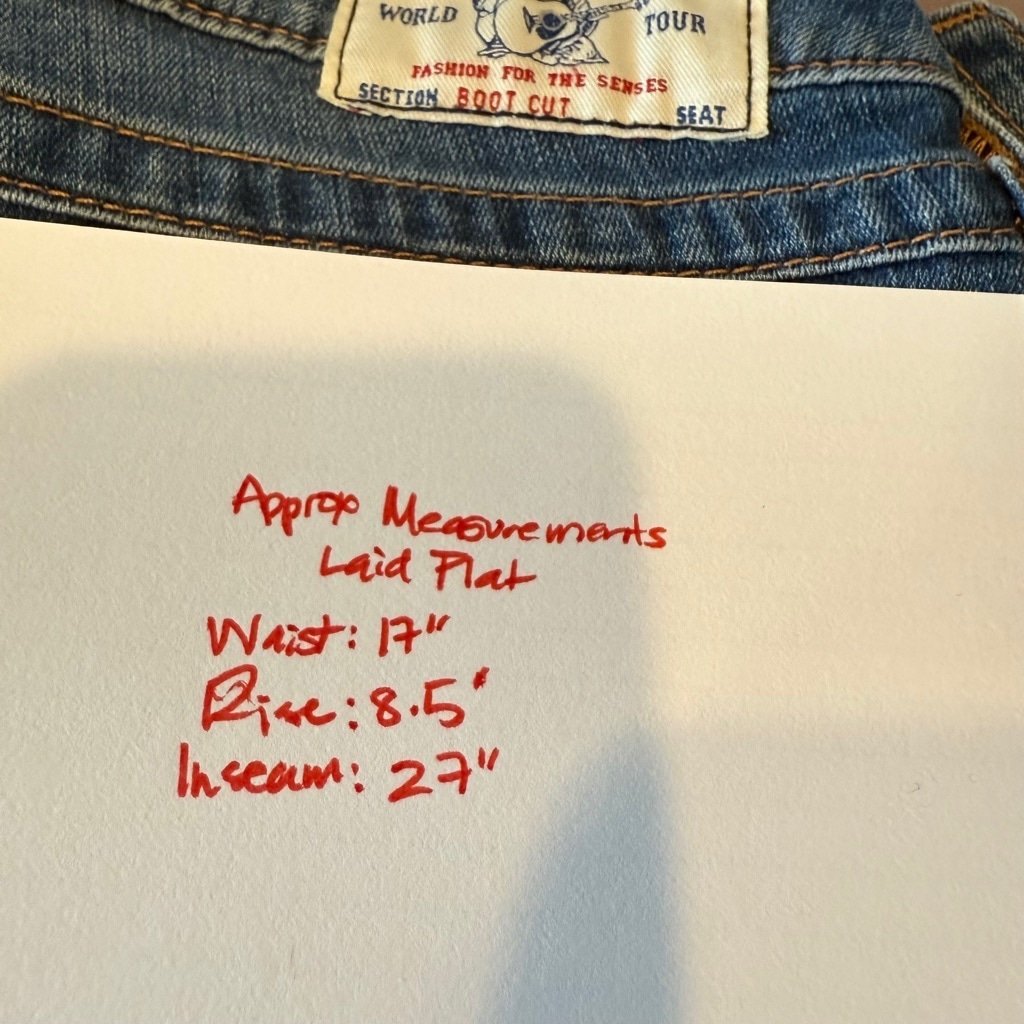 WORLD TOUR
FASHION FOR THE SENSES
SECTION BOOT CUT SEAT
Approx Measurements
Laid Flat
Waist: 17"
Rise: 8.5"
Inseam: 27"